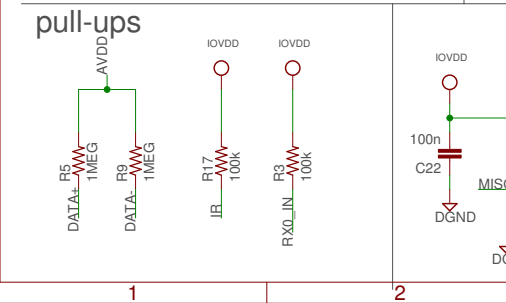 pull-ups
AVDD
IOVDD
IOVDD
IOVDD
R5
1MEG
R9
1MEG
R17
100k
R3
100k
100n
C22
DATA+
DATA-
IR
RX0_IN
DGND
1
2